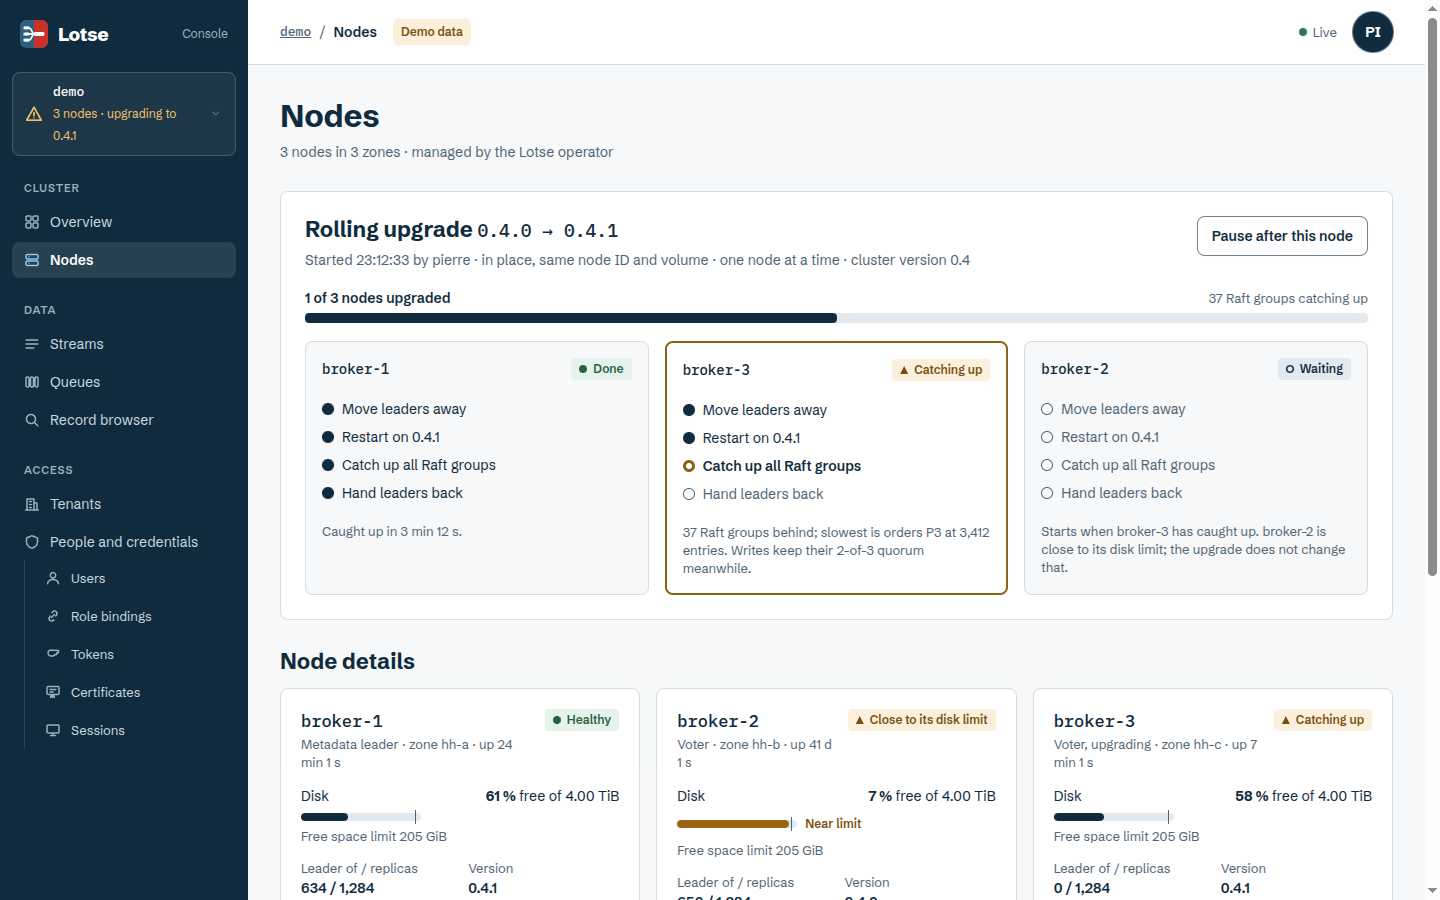 Lotse
Console
demo
3 nodes · upgrading to
0.4.1
CLUSTER
Overview
Nodes
DATA
Streams
Queues
Record browser
ACCESS
Tenants
People and credentials
Users
Role bindings
Tokens
Certificates
Sessions
demo / Nodes Demo data
Live
PI
Nodes
3 nodes in 3 zones · managed by the Lotse operator
Rolling upgrade 0.4.0 → 0.4.1
Pause after this node
Started 23:12:33 by pierre · in place, same node ID and volume · one node at a time · cluster version 0.4
1 of 3 nodes upgraded
37 Raft groups catching up
broker-1 Done
Move leaders away
Restart on 0.4.1
Catch up all Raft groups
Hand leaders back
Caught up in 3 min 12 s.
broker-3 Catching up
Move leaders away
Restart on 0.4.1
Catch up all Raft groups
Hand leaders back
37 Raft groups behind; slowest is orders P3 at 3,412
entries. Writes keep their 2-of-3 quorum
meanwhile.
broker-2 Waiting
Move leaders away
Restart on 0.4.1
Catch up all Raft groups
Hand leaders back
Starts when broker-3 has caught up. broker-2 is
close to its disk limit; the upgrade does not change
that.
Node details
broker-1 Healthy
Metadata leader · zone hh-a · up 24
min 1 s
Disk 61 % free of 4.00 TiB
Free space limit 205 GiB
Leader of / replicas Version
634 / 1,284 0.4.1
broker-2 Close to its disk limit
Voter · zone hh-b · up 41 d
1 s
Disk 7 % free of 4.00 TiB
Near limit
Free space limit 205 GiB
Leader of / replicas Version
broker-3 Catching up
Voter, upgrading · zone hh-c · up 7
min 1 s
Disk 58 % free of 4.00 TiB
Free space limit 205 GiB
Leader of / replicas Version
0 / 1,284 0.4.1